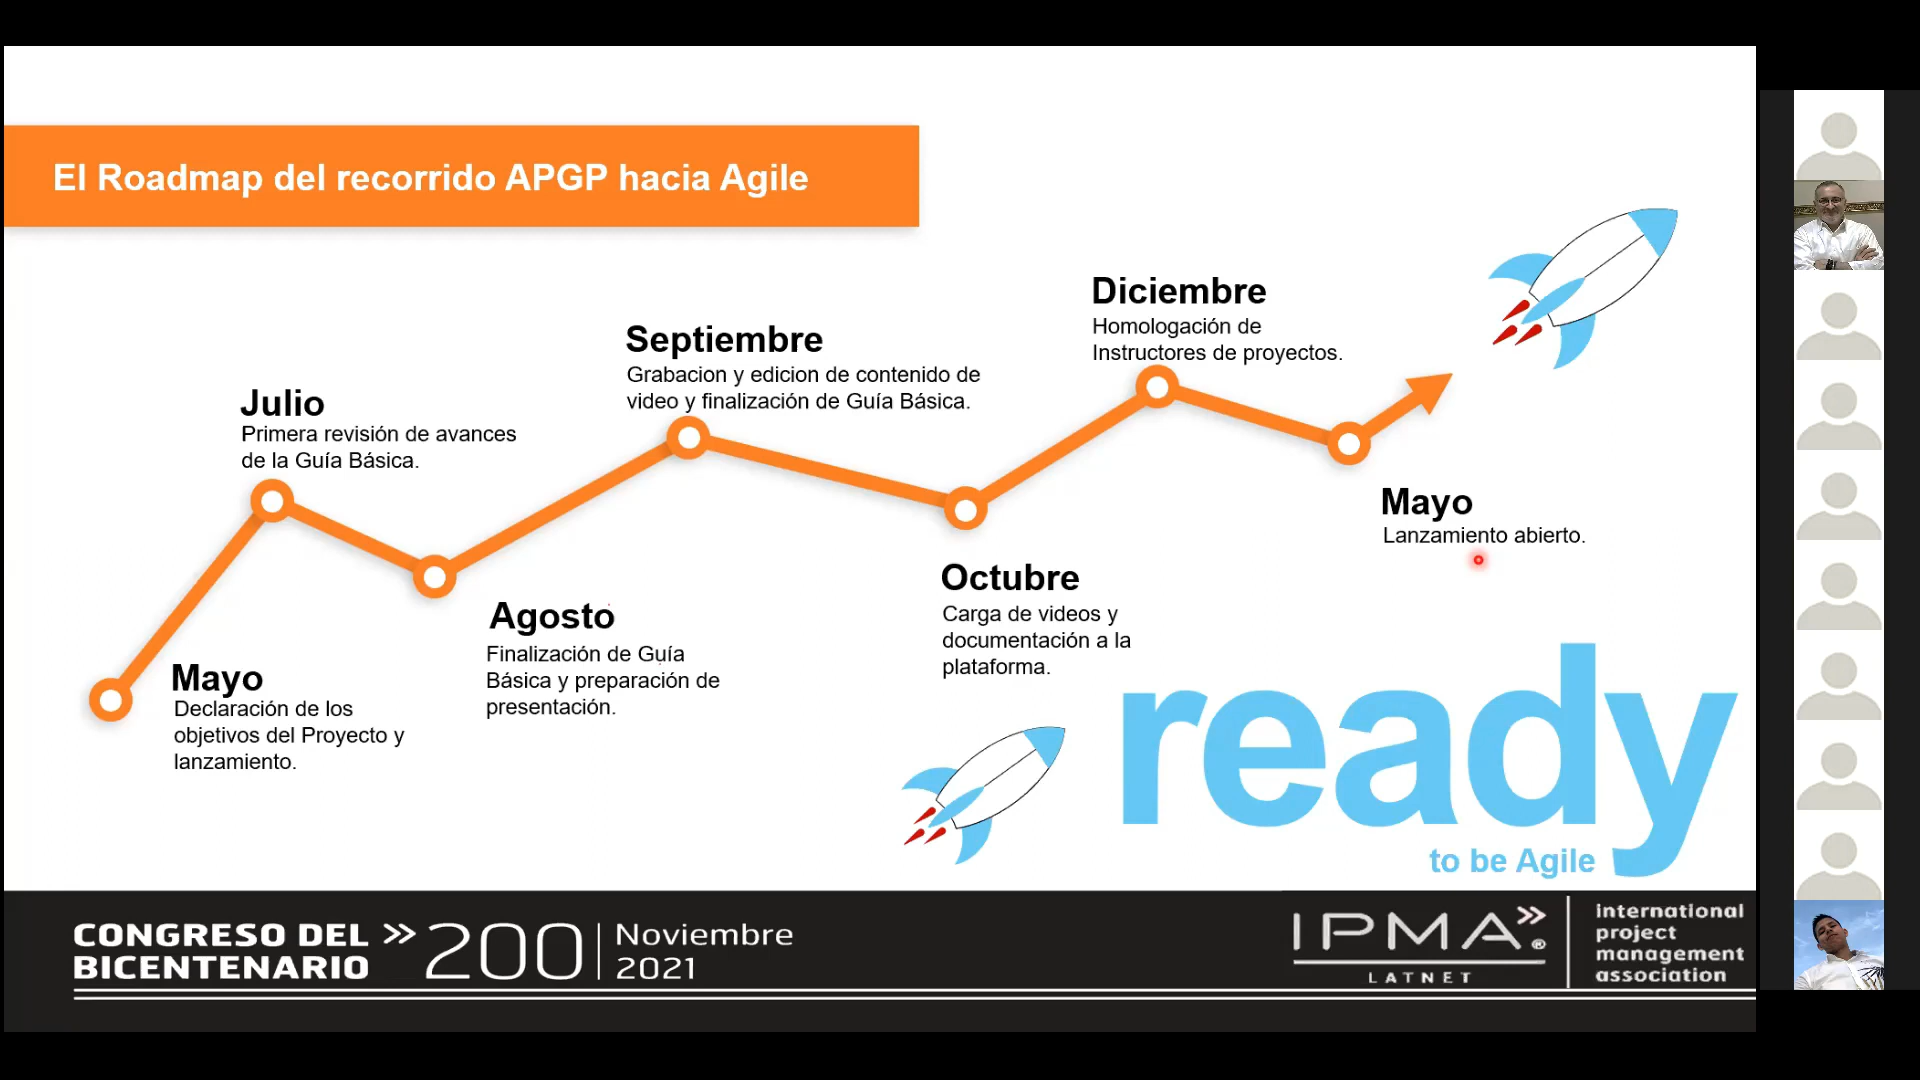 El Roadmap del recorrido APGP hacia Agile
Mayo
Declaración de los
objetivos del Proyecto y
lanzamiento.
Julio
Primera revisión de avances
de la Guía Básica.
Agosto
Finalización de Guía
Básica y preparación de
presentación.
Septiembre
Grabacion y edicion de contenido de
video y finalización de Guía Básica.
Octubre
Carga de videos y
documentación a la
plataforma.
Diciembre
Homologación de
Instructores de proyectos.
Mayo
Lanzamiento abierto.
ready
to be Agile
CONGRESO DEL
BICENTENARIO
200
Noviembre
2021
IPMA®
LATNET
international
project
management
association